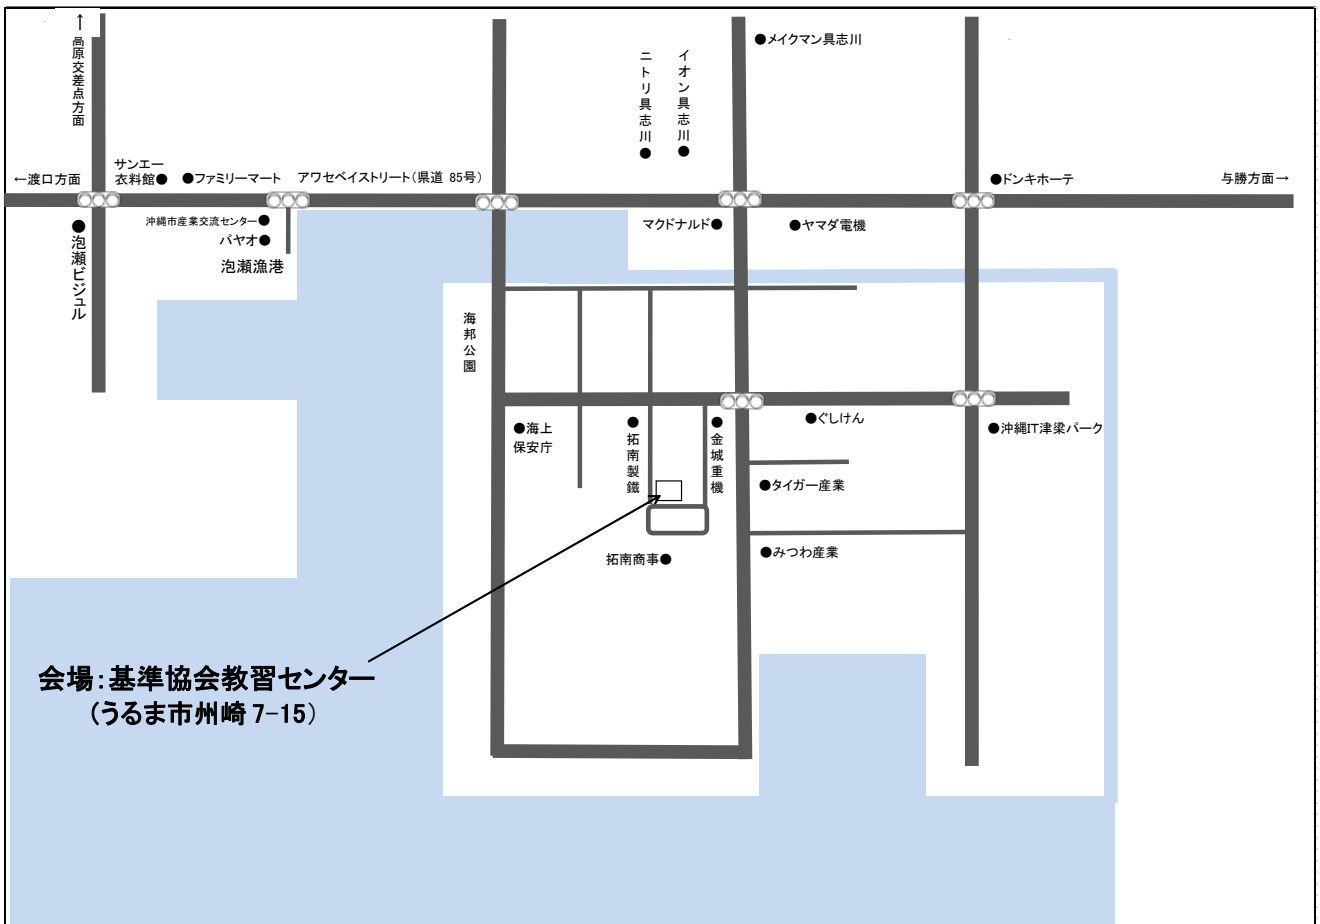 ↑高原交差点方面
←渡口方面
サンエー
衣料館●
●ファミリーマート
アワセベイストリート(県道 85号)
ニトリ具志川●
イオン具志川●
●メイクマン具志川
●ドンキホーテ
与勝方面→
沖縄市産業交流センター●
パヤオ●
泡瀬漁港
●泡瀬ビジュル
マクドナルド●
●ヤマダ電機
海邦公園
●海上
保安庁
●拓南製鐵
●金城重機
●ぐしけん
●沖縄IT津梁パーク
●タイガー産業
●みつわ産業
拓南商事●
会場:基準協会教習センター
(うるま市州崎 7-15)